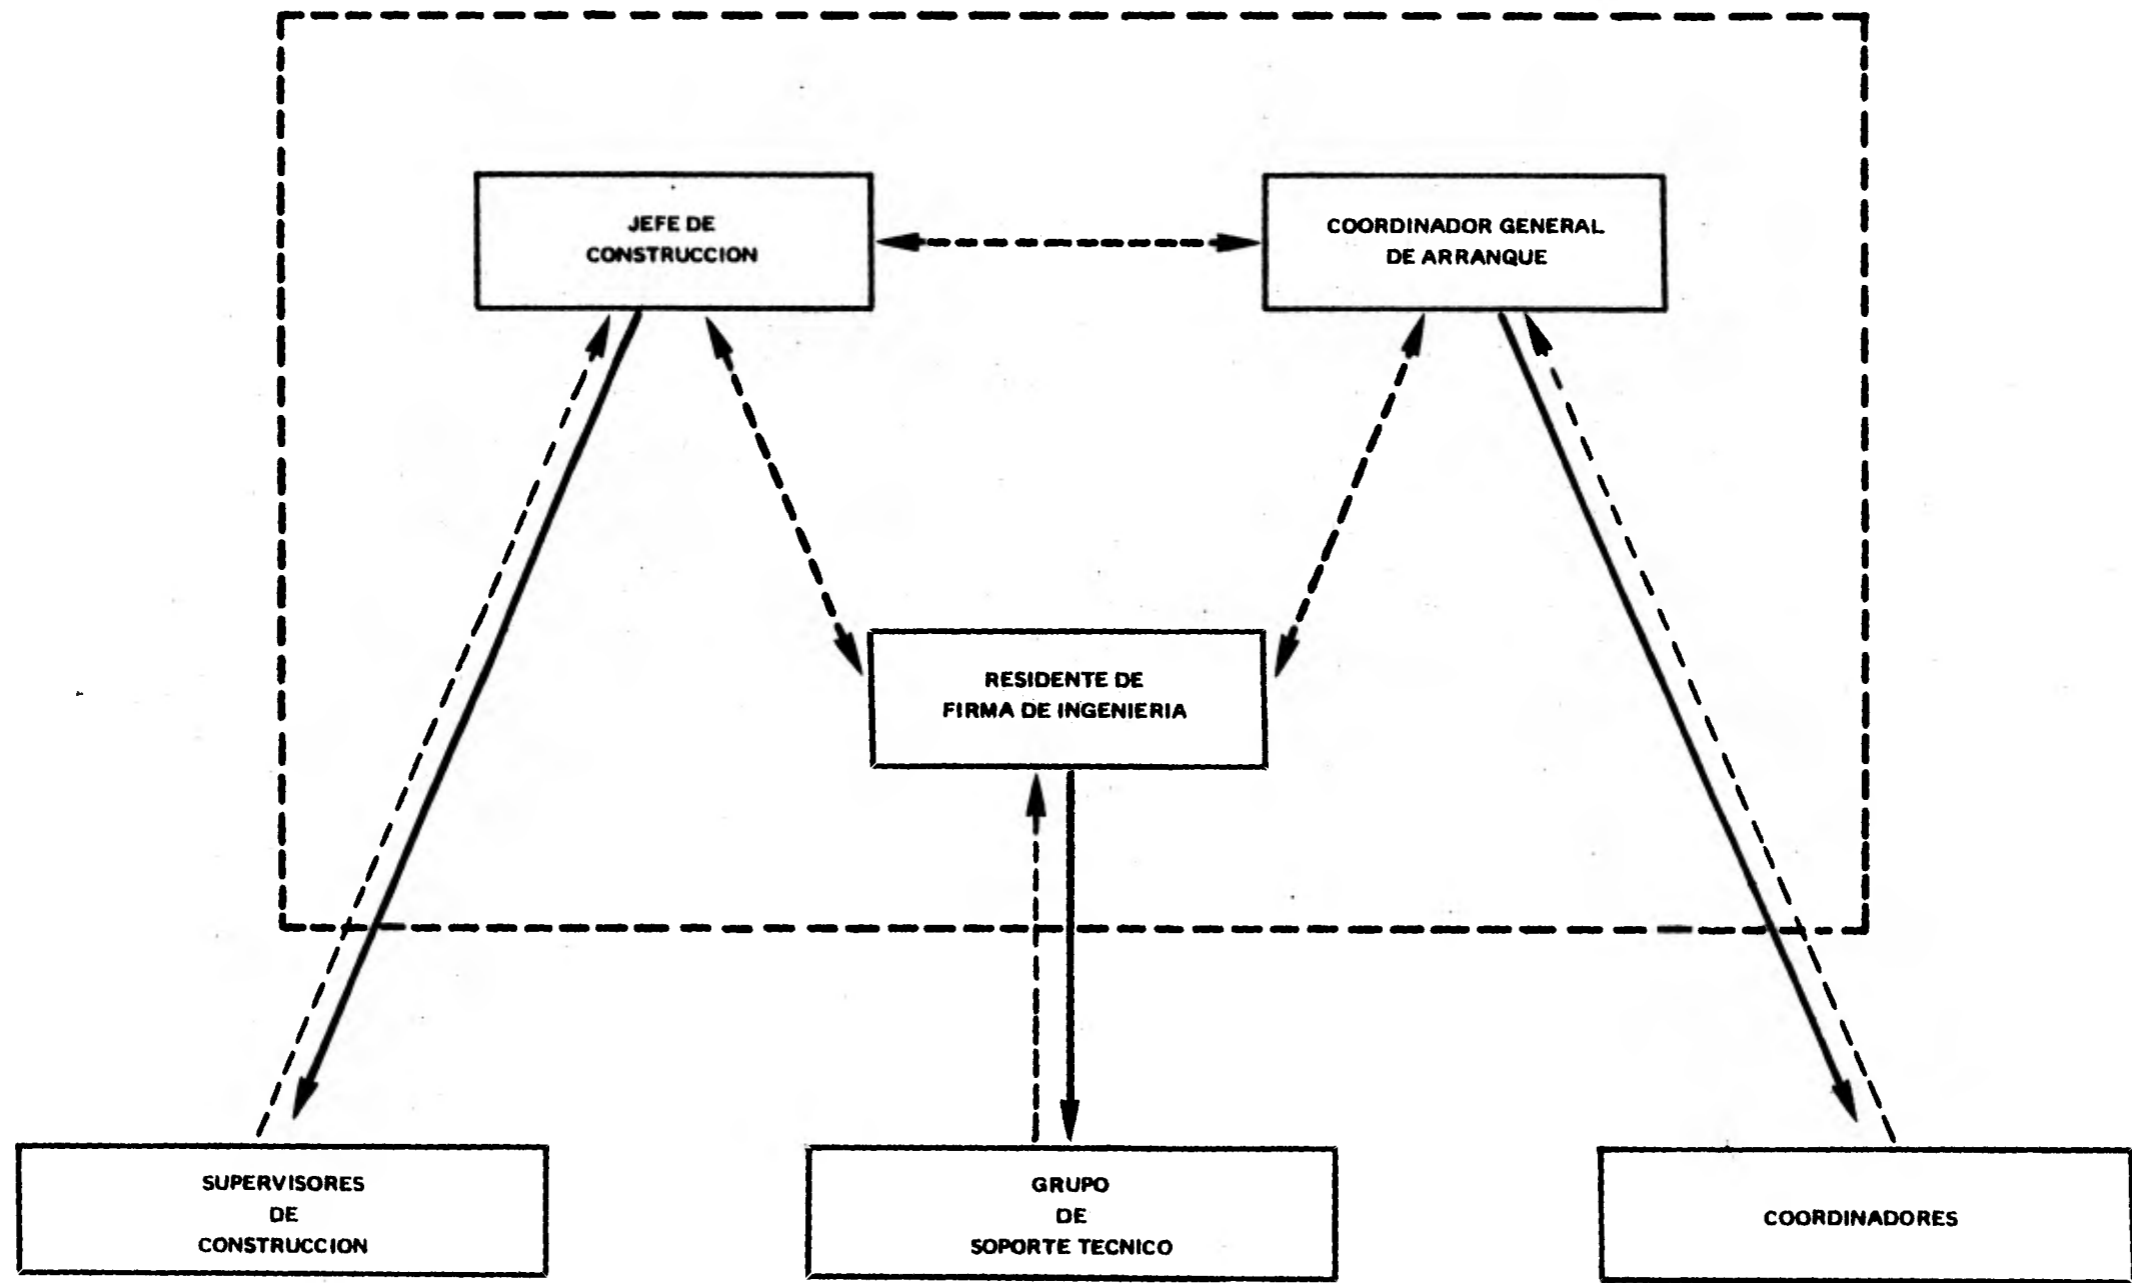 JEFE DE
CONSTRUCCION
COORDINADOR GENERAL
DE ARRANQUE
RESIDENTE DE
FIRMA DE INGENIERIA
SUPERVISORES
DE
CONSTRUCCION
GRUPO
DE
SOPORTE TECNICO
COORDINADORES